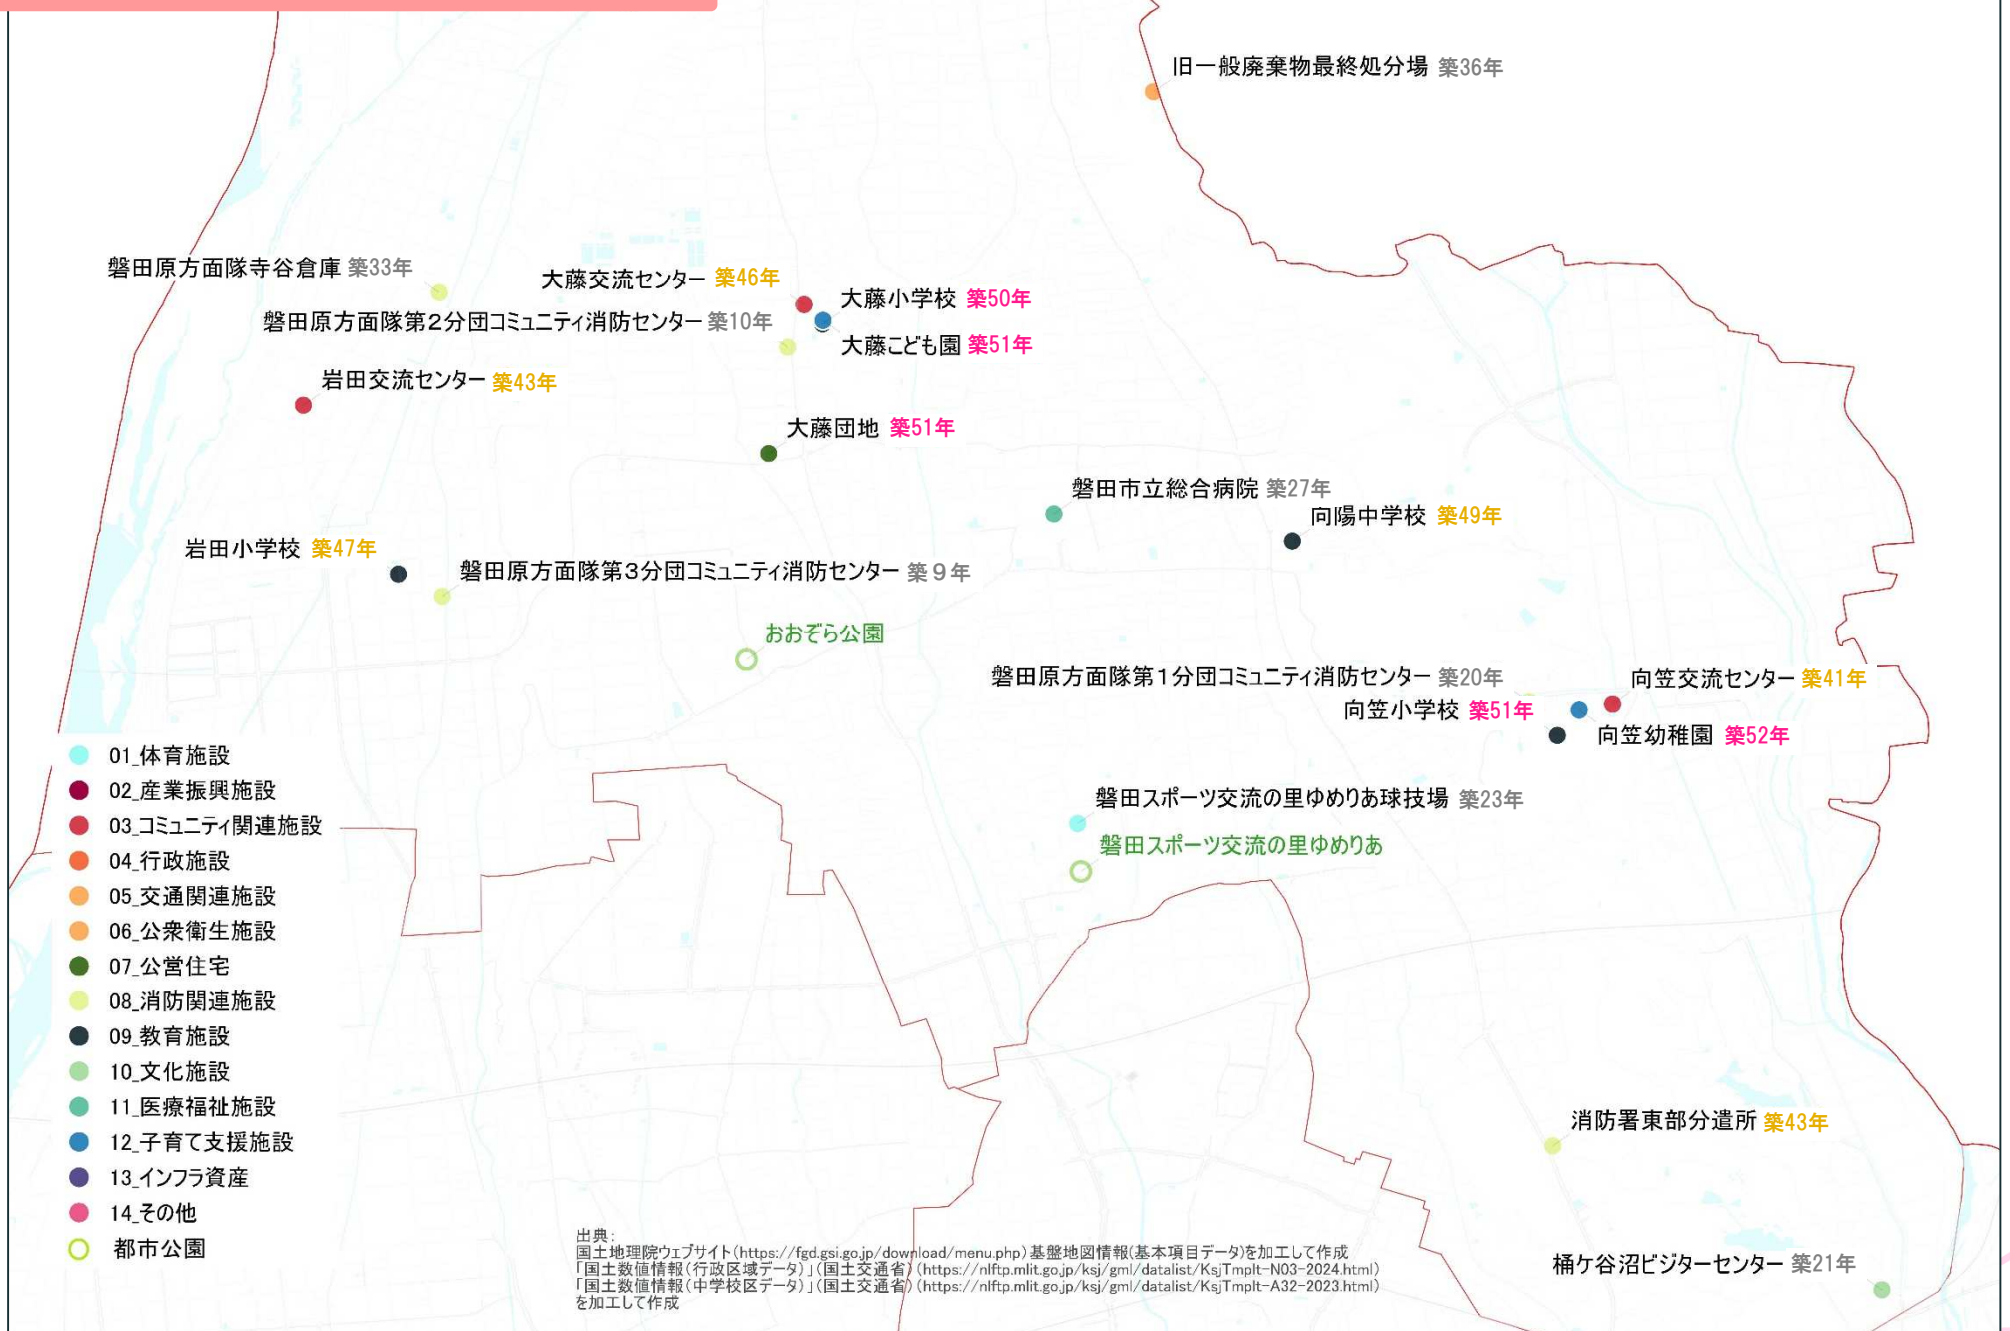 旧一般廃棄物最終処分場 築36年
磐田原方面隊寺谷倉庫 築33年
大藤交流センター 築46年
大藤小学校 築50年
磐田原方面隊第2分団コミュニティ消防センター 築10年
大藤こども園 築51年
岩田交流センター 築43年
大藤団地 築51年
磐田市立総合病院 築27年
向陽中学校 築49年
岩田小学校 築47年
磐田原方面隊第3分団コミュニティ消防センター 築9年
おおぞら公園
磐田原方面隊第1分団コミュニティ消防センター 築20年
向笠交流センター 築41年
向笠小学校 築51年
向笠幼稚園 築52年
磐田スポーツ交流の里ゆめりあ球技場 築23年
磐田スポーツ交流の里ゆめりあ
01_体育施設
02_産業振興施設
03_コミュニティ関連施設
04_行政施設
05_交通関連施設
06_公衆衛生施設
07_公営住宅
08_消防関連施設
09_教育施設
10_文化施設
11_医療福祉施設
12_子育て支援施設
13_インフラ資産
14_その他
都市公園
消防署東部分遣所 築43年
桶ケ谷沼ビジターセンター 築21年
出典:
国土地理院ウェブサイト(https://fgd.gsi.go.jp/download/menu.php)基盤地図情報(基本項目データ)を加工して作成
「国土数値情報(行政区域データ)」(国土交通省)(https://nlftp.mlit.go.jp/ksj/gml/datalist/KsjTmplt-N03-2024.html)
「国土数値情報(中学校区データ)」(国土交通省)(https://nlftp.mlit.go.jp/ksj/gml/datalist/KsjTmplt-A32-2023.html)
を加工して作成